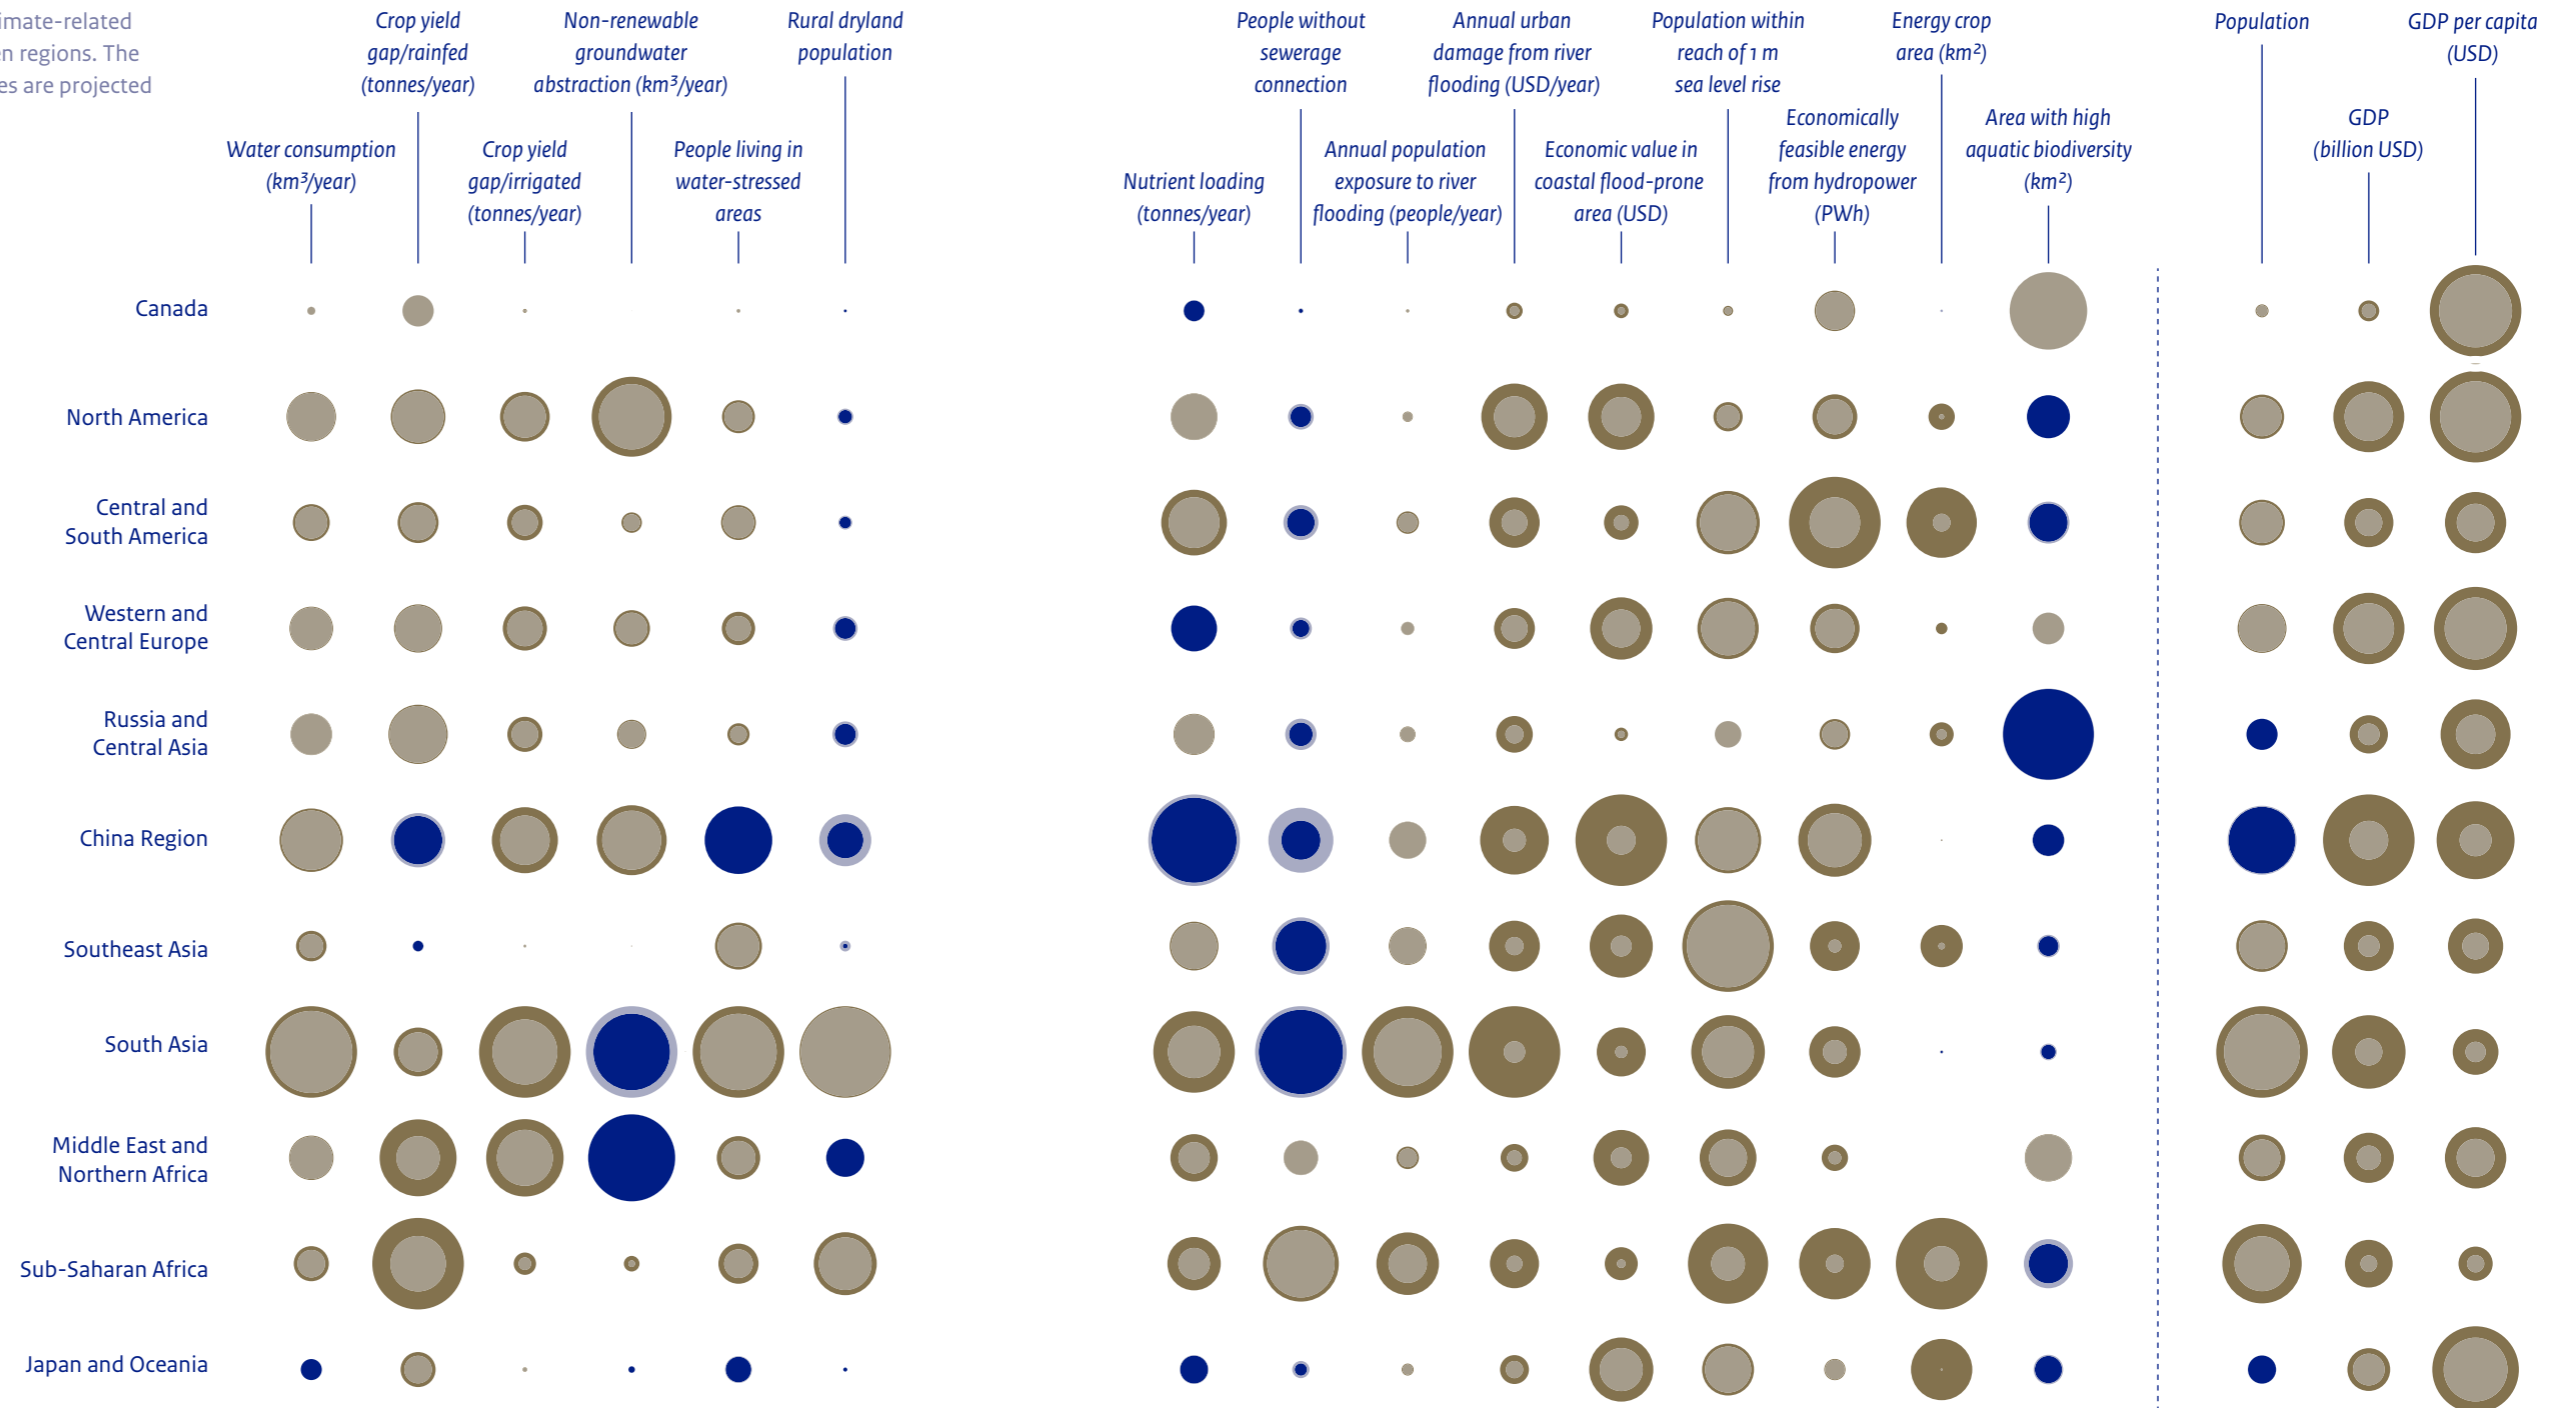 imate-related
en regions. The
es are projected
Crop yield
gap/rainfed
(tonnes/year)
Non-renewable
groundwater
abstraction (km³/year)
Rural dryland
population
Water consumption
(km³/year)
Crop yield
gap/irrigated
(tonnes/year)
People living in
water-stressed
areas
People without
sewerage
connection
Annual urban
damage from river
flooding (USD/year)
Population within
reach of 1 m
sea level rise
Energy crop
area (km²)
Nutrient loading
(tonnes/year)
Annual population
exposure to river
flooding (people/year)
Economic value in
coastal flood-prone
area (USD)
Economically
feasible energy
from hydropower
(PWh)
Area with high
aquatic biodiversity
(km²)
Population
GDP per capita
(USD)
GDP
(billion USD)
Canada
North America
Central and
South America
Western and
Central Europe
Russia and
Central Asia
China Region
Southeast Asia
South Asia
Middle East and
Northern Africa
Sub-Saharan Africa
Japan and Oceania